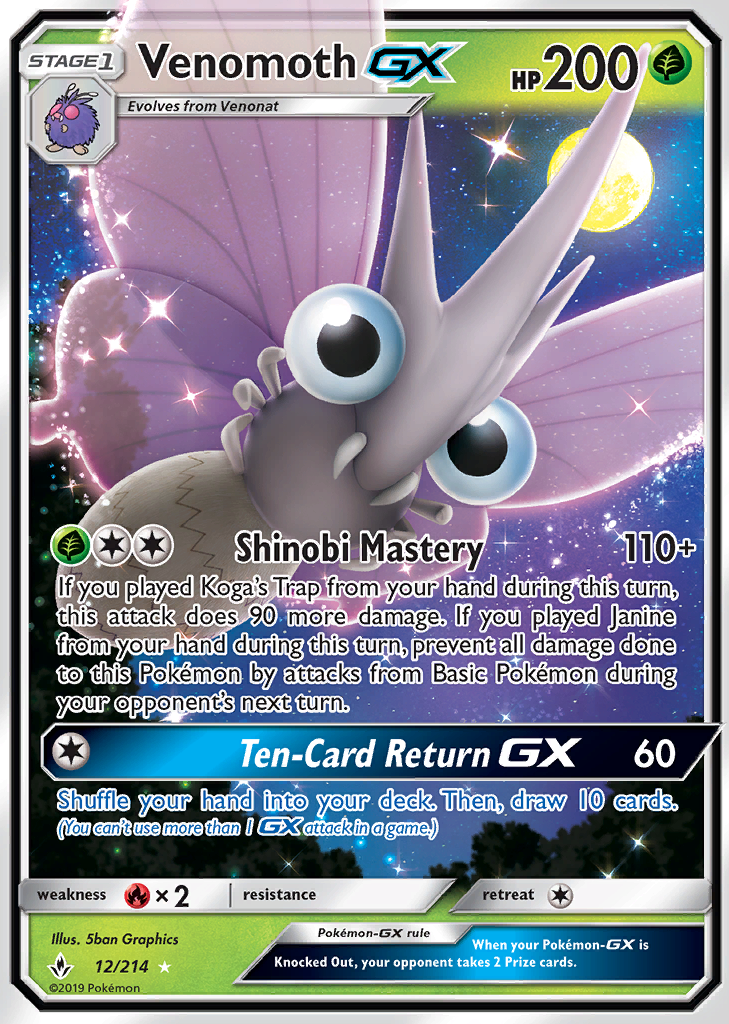 STAGE1 Venomoth GX HP200
Evolves from Venonat
Shinobi Mastery 110+
If you played Koga's Trap from your hand during this turn,
this attack does 90 more damage. If you played Janine
from your hand during this turn, prevent all damage done
to this Pokémon by attacks from Basic Pokémon during
your opponent's next turn.
Ten-Card Return GX 60
Shuffle your hand into your deck. Then, draw 10 cards.
(You can't use more than 1 GX attack in a game.)
weakness ×2 resistance retreat
Illus. 5ban Graphics
12/214
©2019 Pokémon
Pokémon-GX rule
When your Pokémon-GX is
Knocked Out, your opponent takes 2 Prize cards.